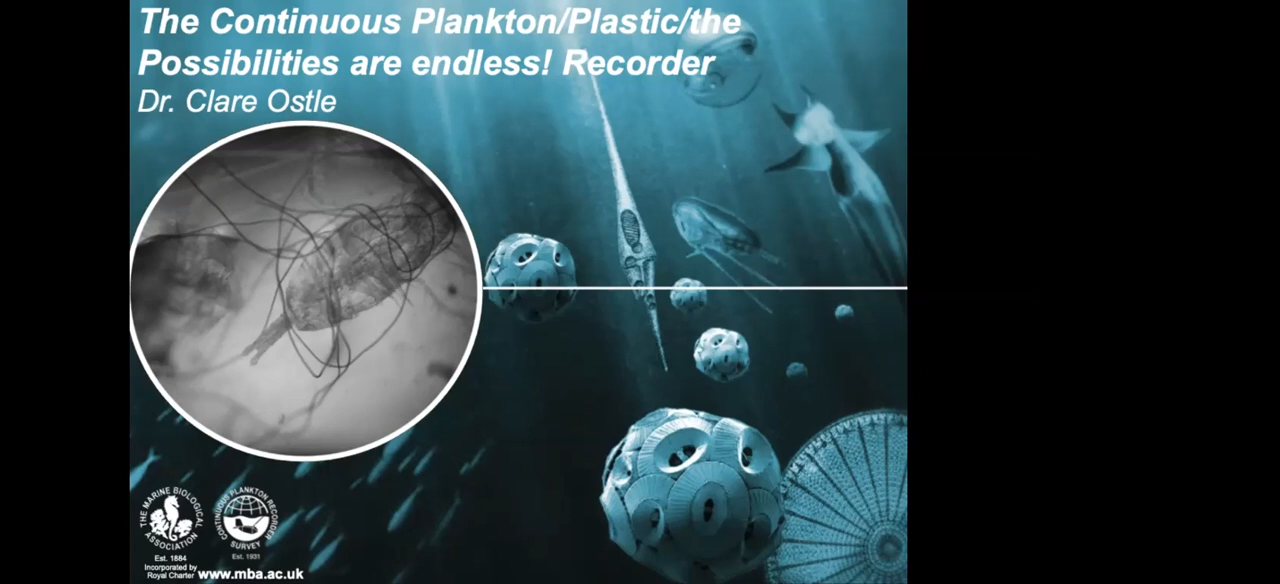 The Continuous Plankton/Plastic/the
Possibilities are endless! Recorder
Dr. Clare Ostle
THE MARINE BIOLOGICAL ASSOCIATION
Est. 1884
Incorporated by
Royal Charter
CONTINUOUS PLANKTON RECORDER SURVEY
Est. 1931
www.mba.ac.uk